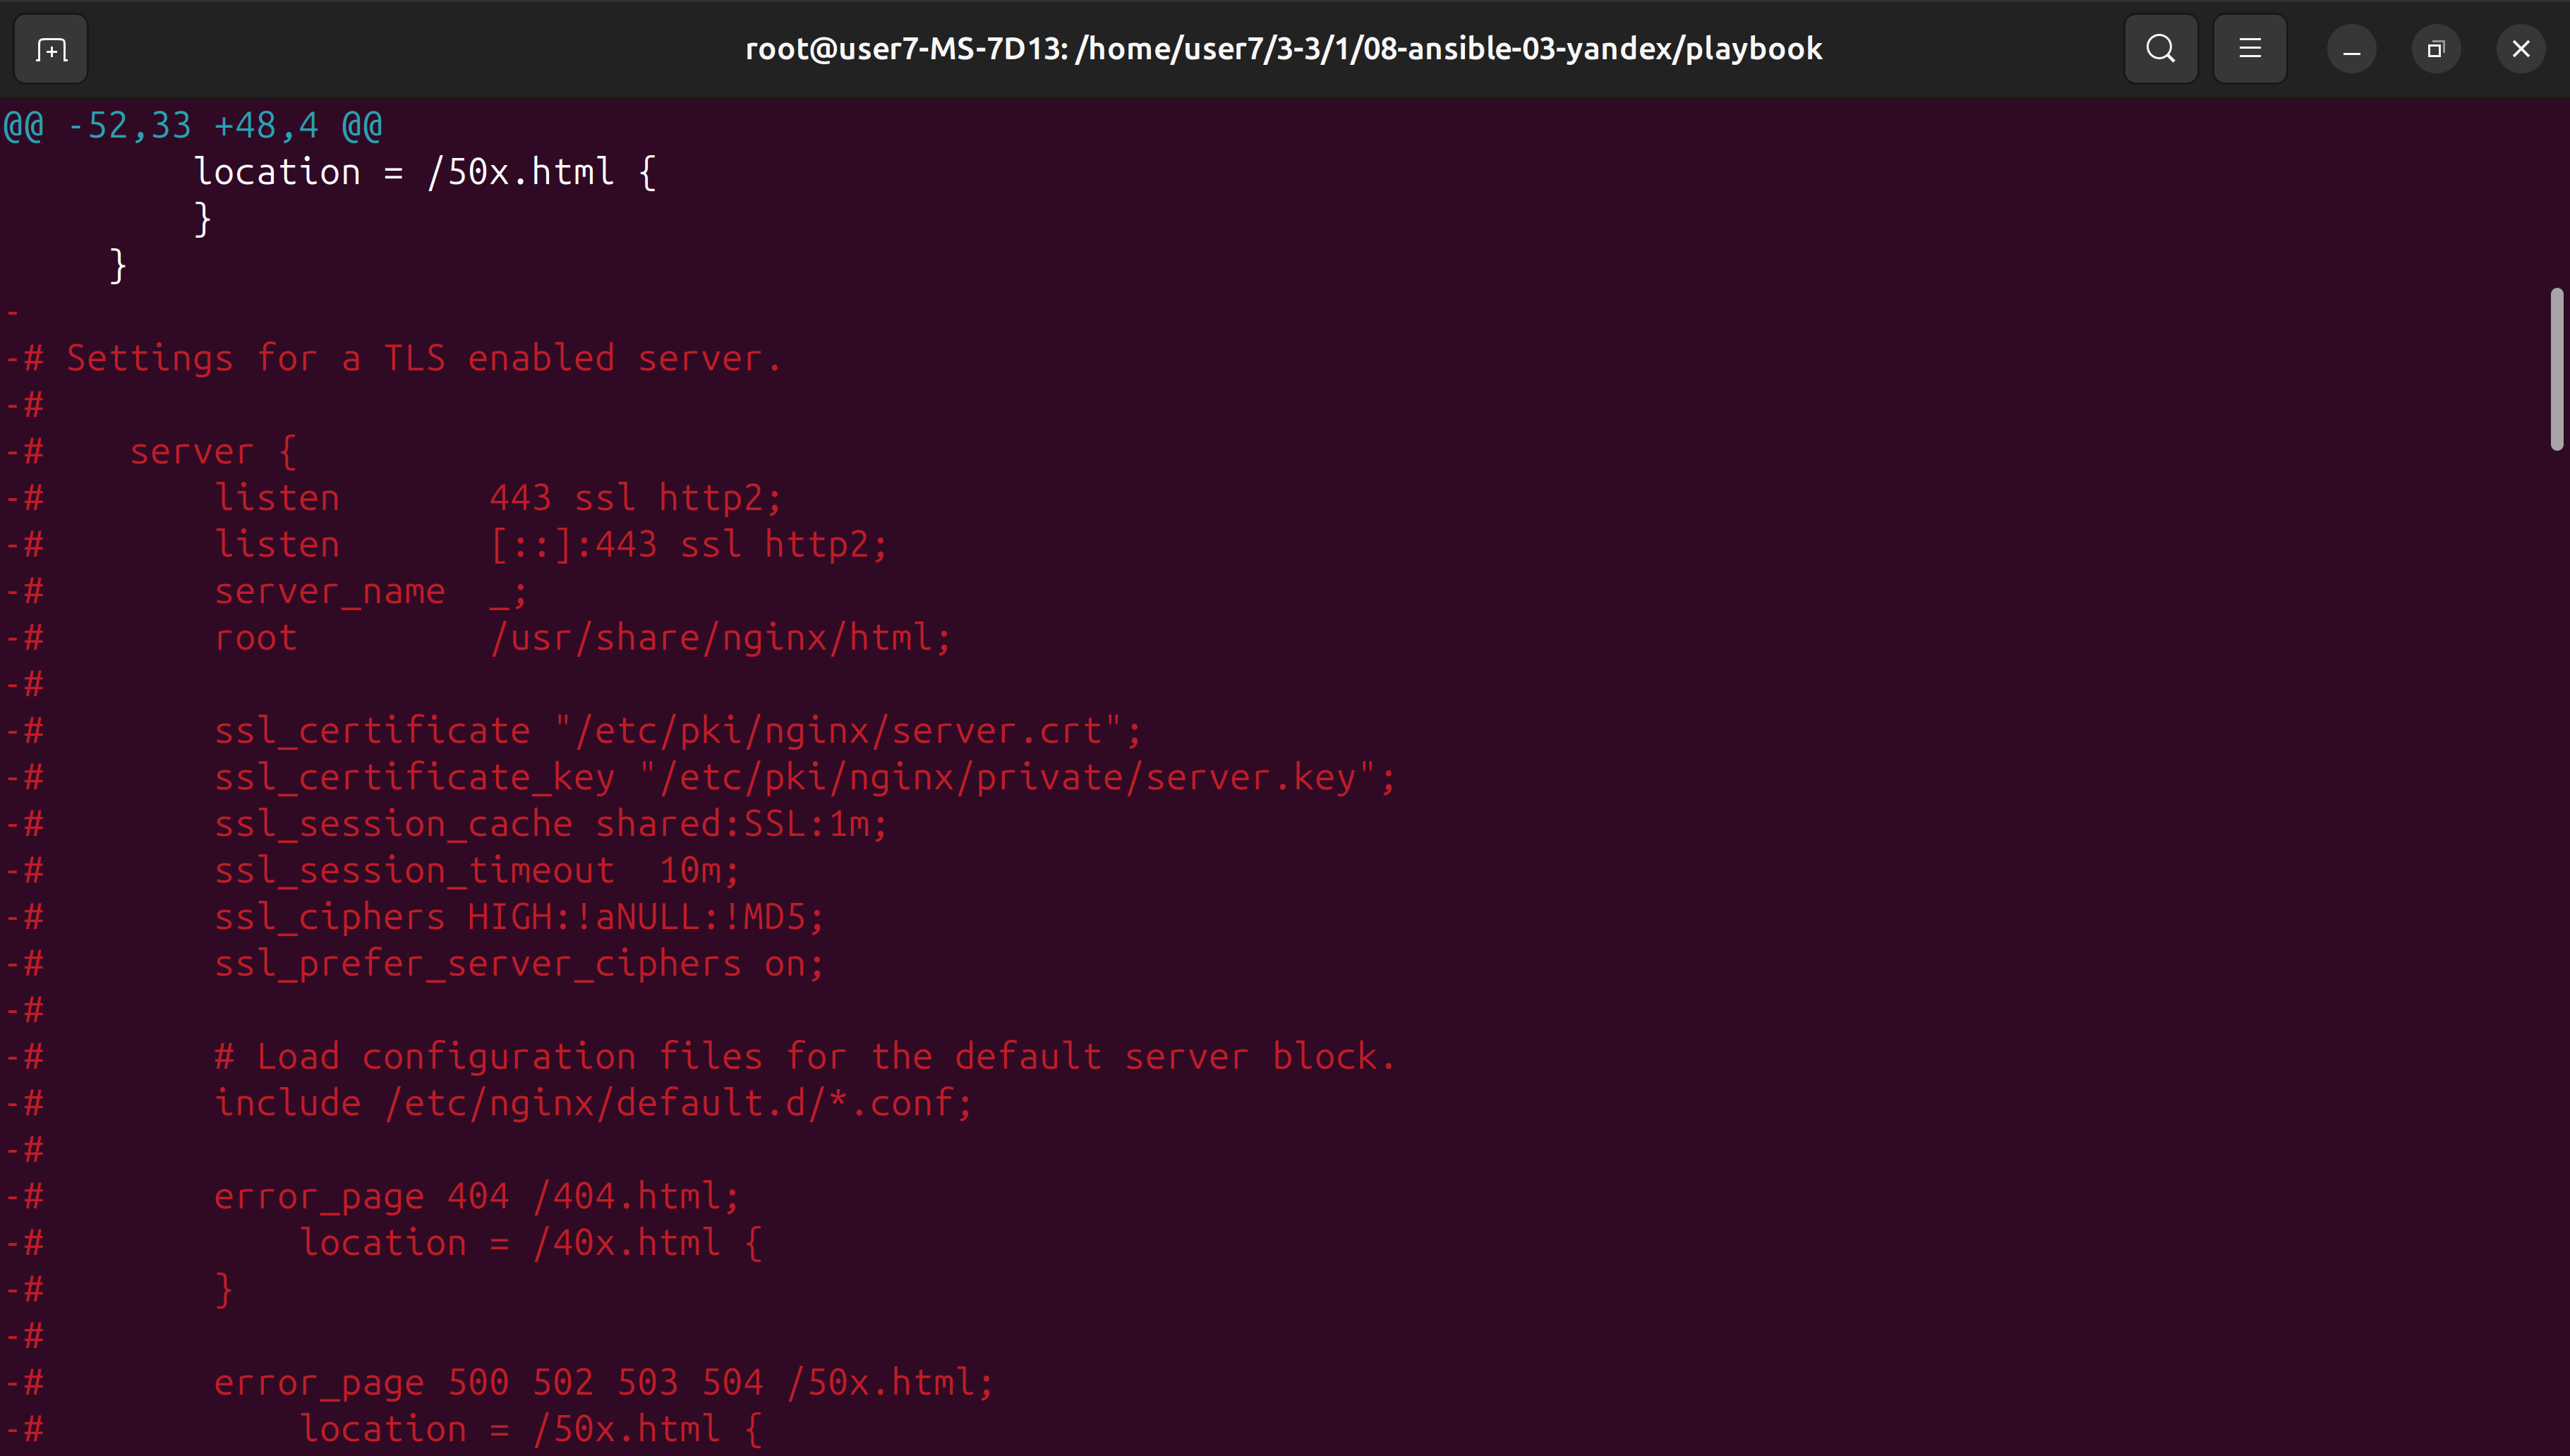 root@user7-MS-7D13: /home/user7/3-3/1/08-ansible-03-yandex/playbook
@@ -52,33 +48,4 @@
         location = /50x.html {
         }
     }
-
-# Settings for a TLS enabled server.
-#
-#    server {
-#        listen       443 ssl http2;
-#        listen       [::]:443 ssl http2;
-#        server_name  _;
-#        root         /usr/share/nginx/html;
-#
-#        ssl_certificate "/etc/pki/nginx/server.crt";
-#        ssl_certificate_key "/etc/pki/nginx/private/server.key";
-#        ssl_session_cache shared:SSL:1m;
-#        ssl_session_timeout  10m;
-#        ssl_ciphers HIGH:!aNULL:!MD5;
-#        ssl_prefer_server_ciphers on;
-#
-#        # Load configuration files for the default server block.
-#        include /etc/nginx/default.d/*.conf;
-#
-#        error_page 404 /404.html;
-#            location = /40x.html {
-#        }
-#
-#        error_page 500 502 503 504 /50x.html;
-#            location = /50x.html {